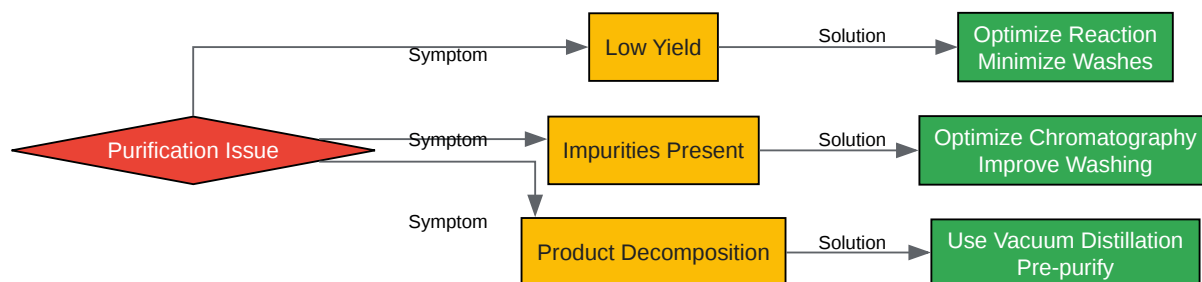 Symptom
Low Yield
Solution
Optimize Reaction
Minimize Washes
Purification Issue
Symptom
Impurities Present
Solution
Optimize Chromatography
Improve Washing
Symptom
Product Decomposition
Solution
Use Vacuum Distillation
Pre-purify